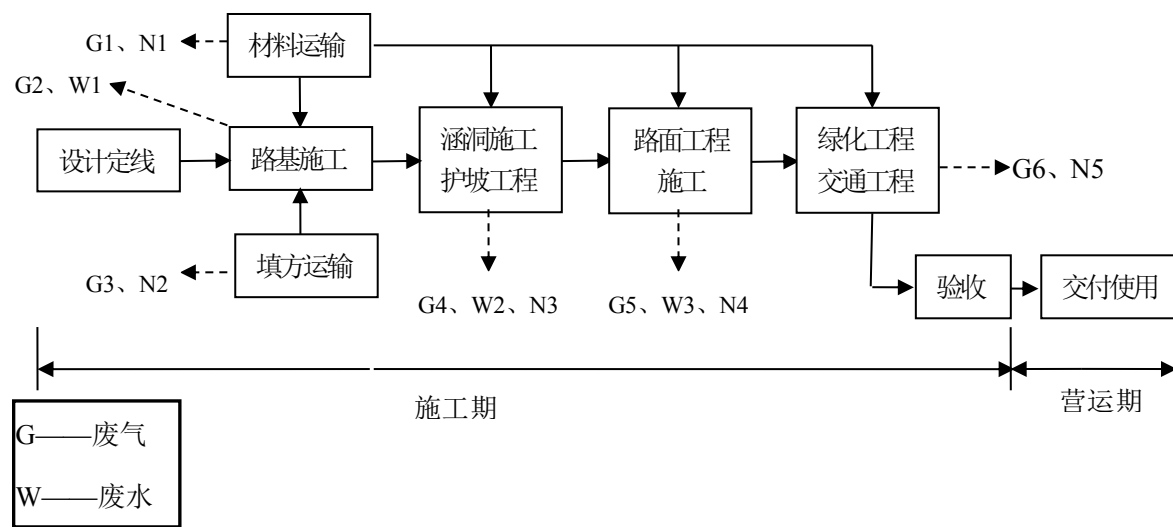 G1、N1
材料运输
G2、W1
设计定线
路基施工
涵洞施工
护坡工程
路面工程
施工
绿化工程
交通工程
G6、N5
填方运输
G3、N2
G4、W2、N3
G5、W3、N4
验收
交付使用
施工期
营运期
G——废气
W——废水